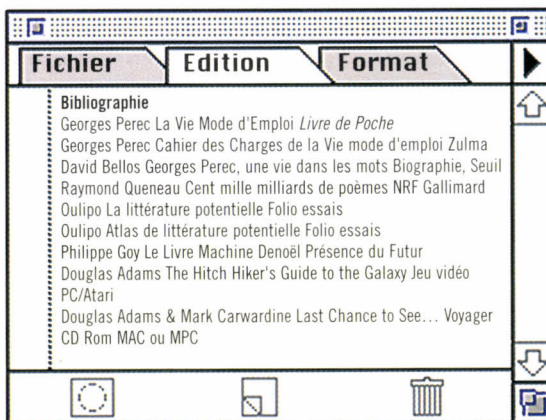 Fichier Edition Format
Bibliographie
Georges Perec La Vie Mode d'Emploi Livre de Poche
Georges Perec Cahier des Charges de la Vie mode d'emploi Zulma
David Bellos Georges Perec, une vie dans les mots Biographie, Seuil
Raymond Queneau Cent mille milliards de poèmes NRF Gallimard
Oulipo La littérature potentielle Folio essais
Oulipo Atlas de littérature potentielle Folio essais
Philippe Goy Le Livre Machine Denoël Présence du Futur
Douglas Adams The Hitch Hiker's Guide to the Galaxy Jeu vidéo
PC/Atari
Douglas Adams & Mark Carwardine Last Chance to See... Voyager
CD Rom MAC ou MPC